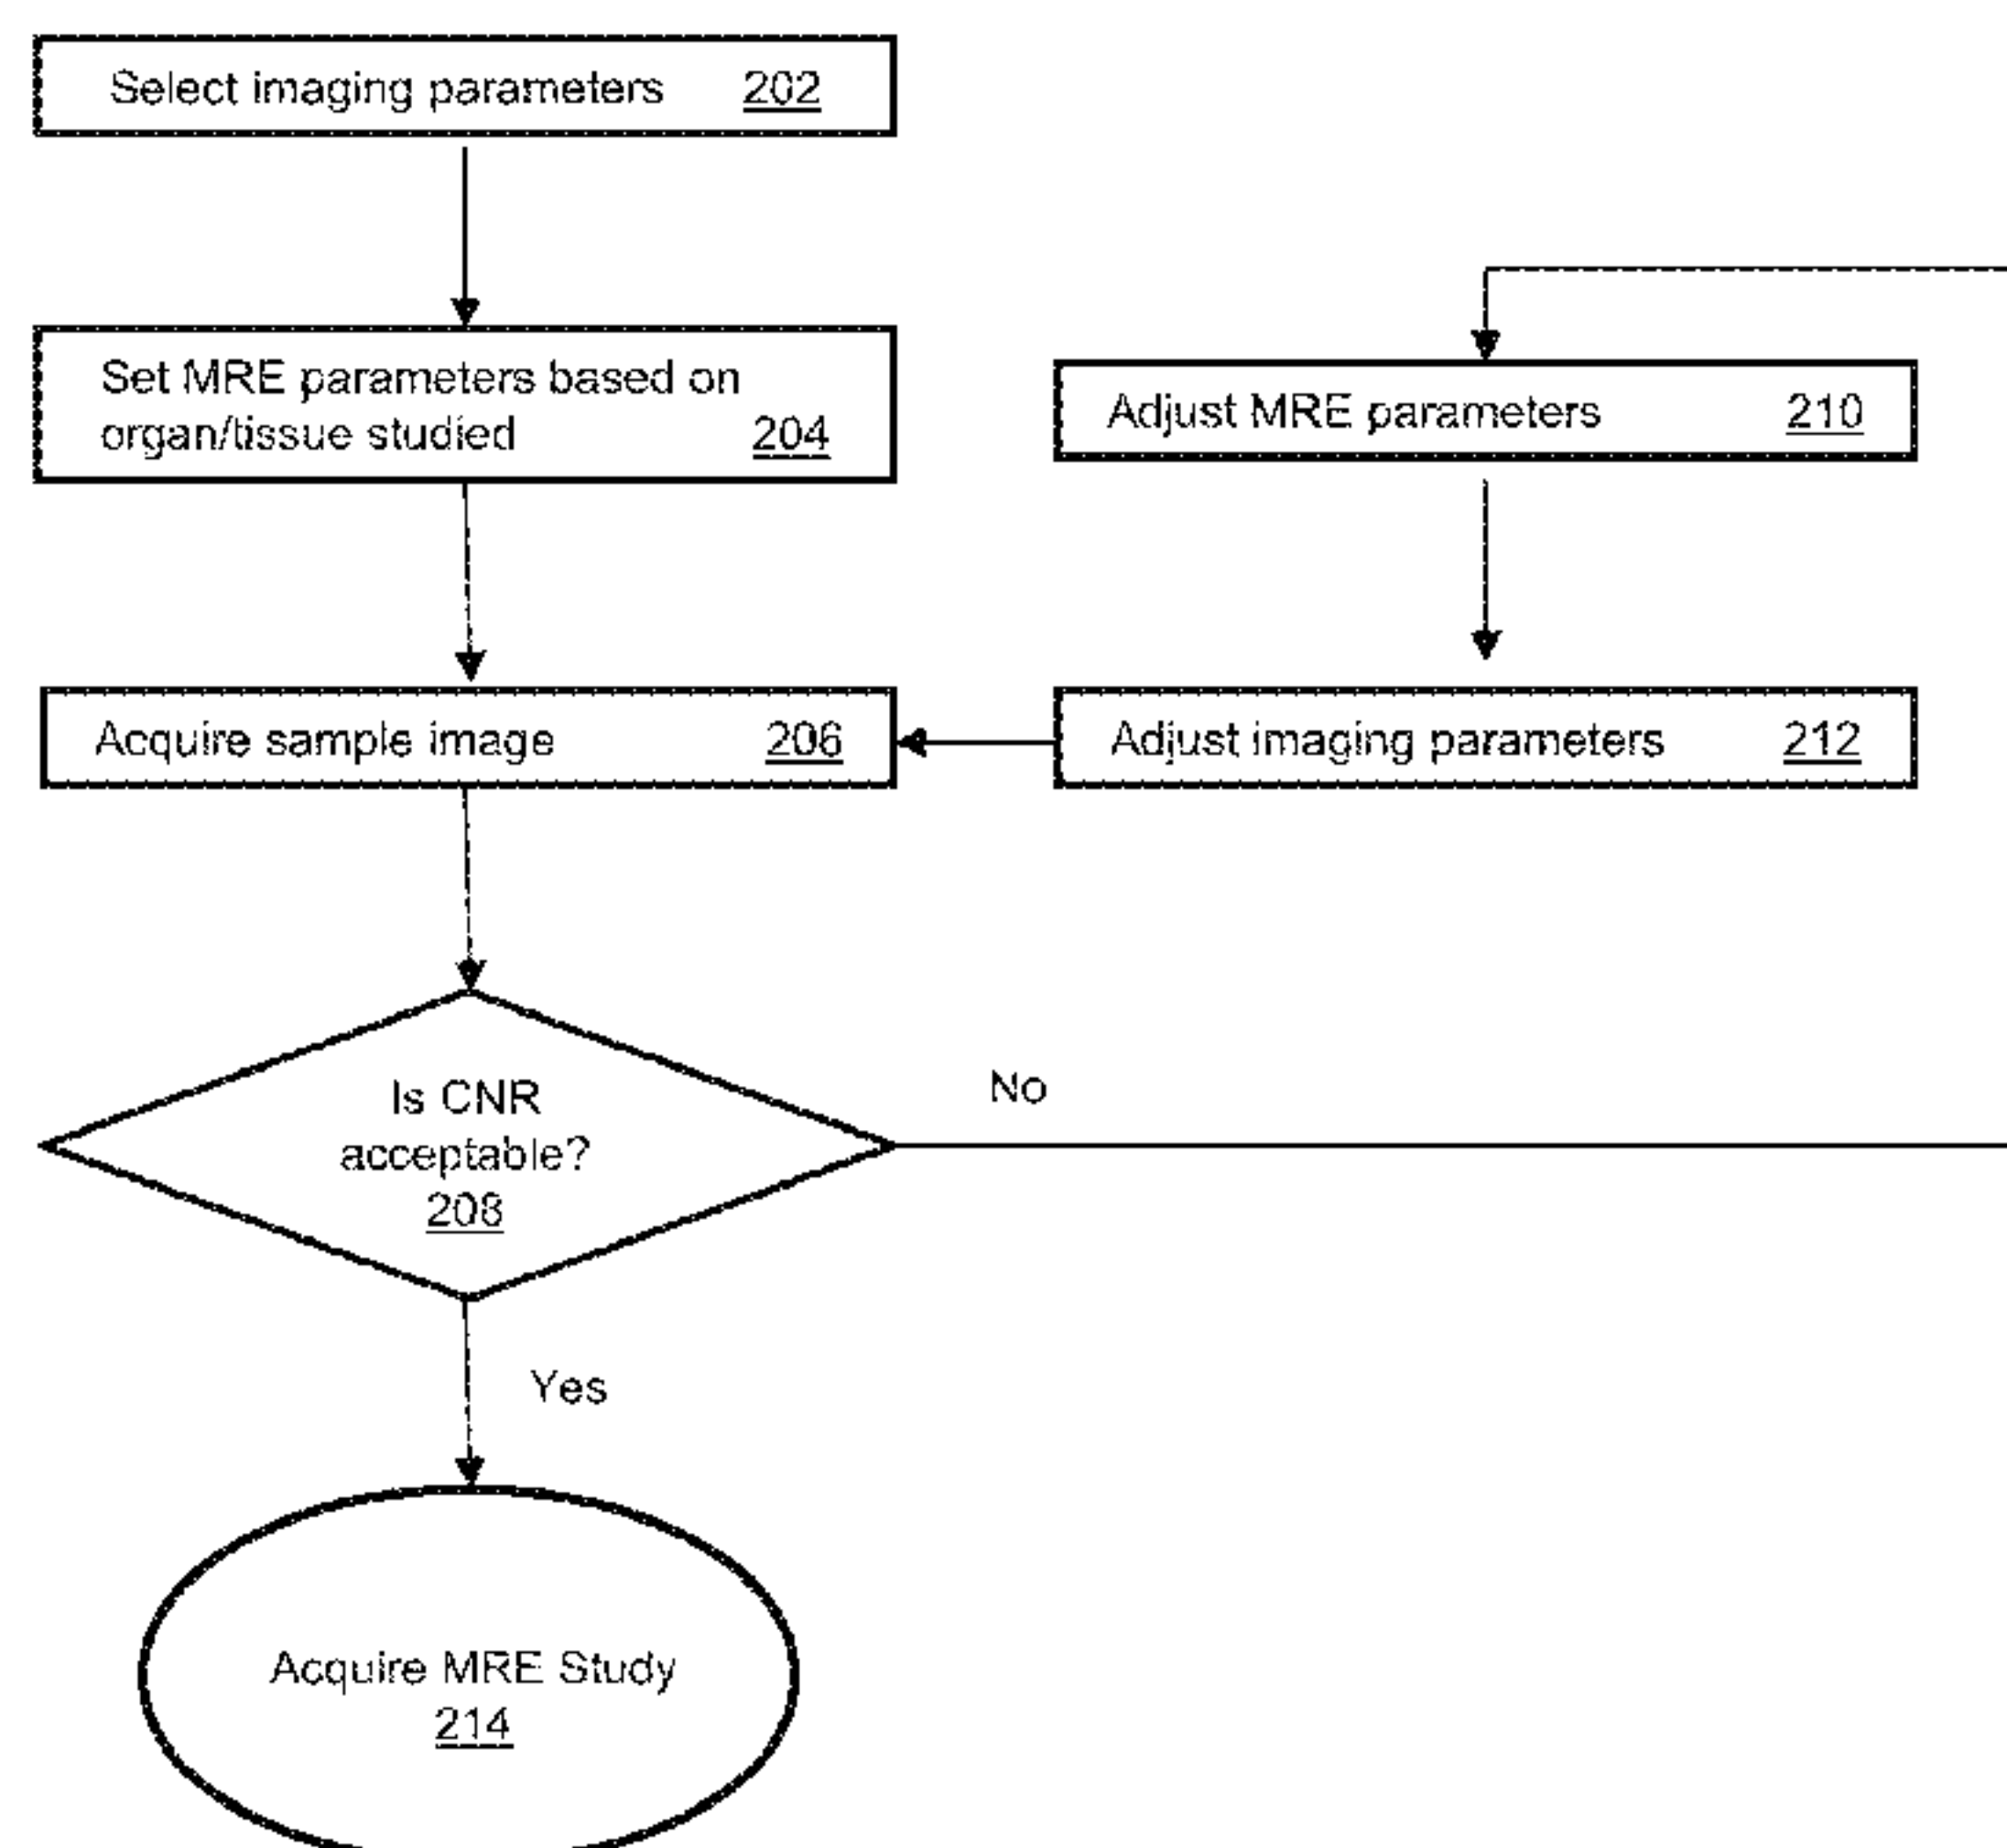 Select imaging parameters 202
Set MRE parameters based on
organ/tissue studied 204
Adjust MRE parameters 210
Acquire sample image 206
Adjust imaging parameters 212
Is CNR
acceptable?
208
No
Yes
Acquire MRE Study
214